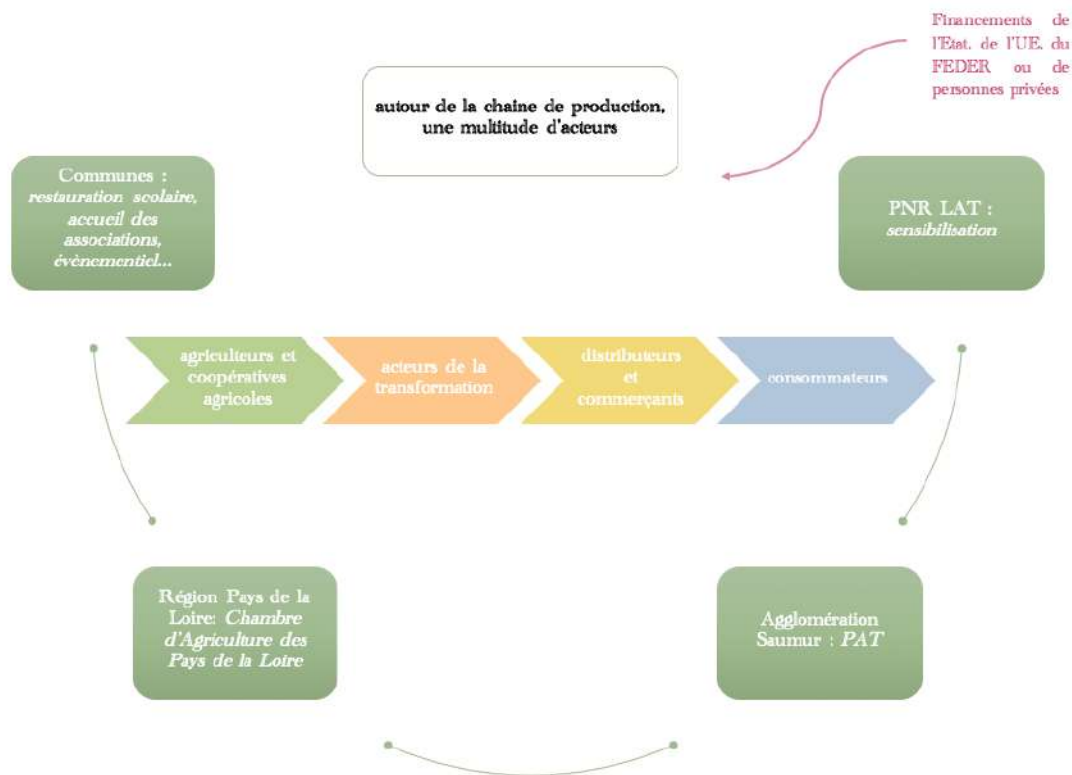 Financements de
l'Etat, de l'UE, du
FEDER ou de
personnes privées
autour de la chaine de production,
une multitude d'acteurs
Communes :
restauration scolaire,
accueil des
associations,
évènementiel...
PNR LAT :
sensibilisation
agriculteurs et
coopératives
agricoles
acteurs de la
transformation
distributeurs
et
commerçants
consommateurs
Région Pays de la
Loire: Chambre
d'Agriculture des
Pays de la Loire
Agglomération
Saumur : PAT